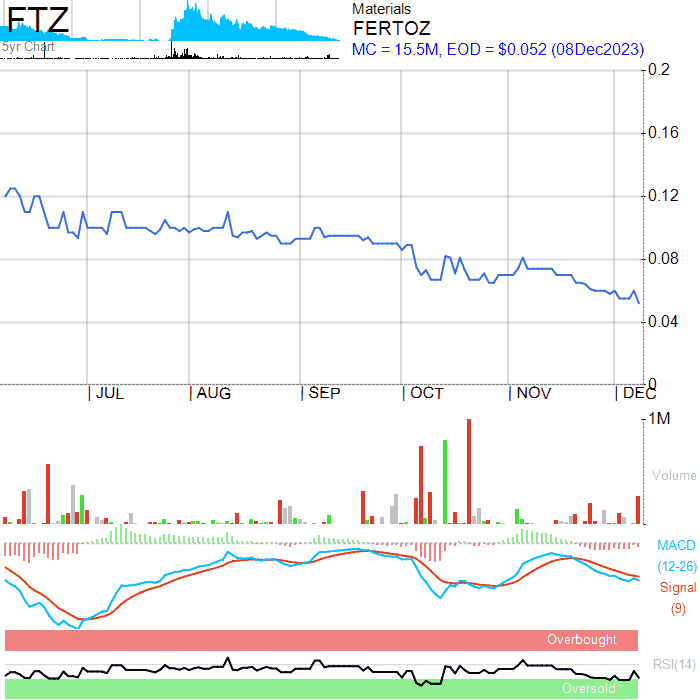 FTZ
5yr Chart
Materials
FERTOZ
MC = 15.5M, EOD = $0.052 (08Dec2023)
0.2
0.16
0.12
0.08
0.04
0
JUL AUG SEP OCT NOV DEC
1M
Volume
MACD
(12-26)
Signal
(9)
Overbought
RSI(14)
Oversold